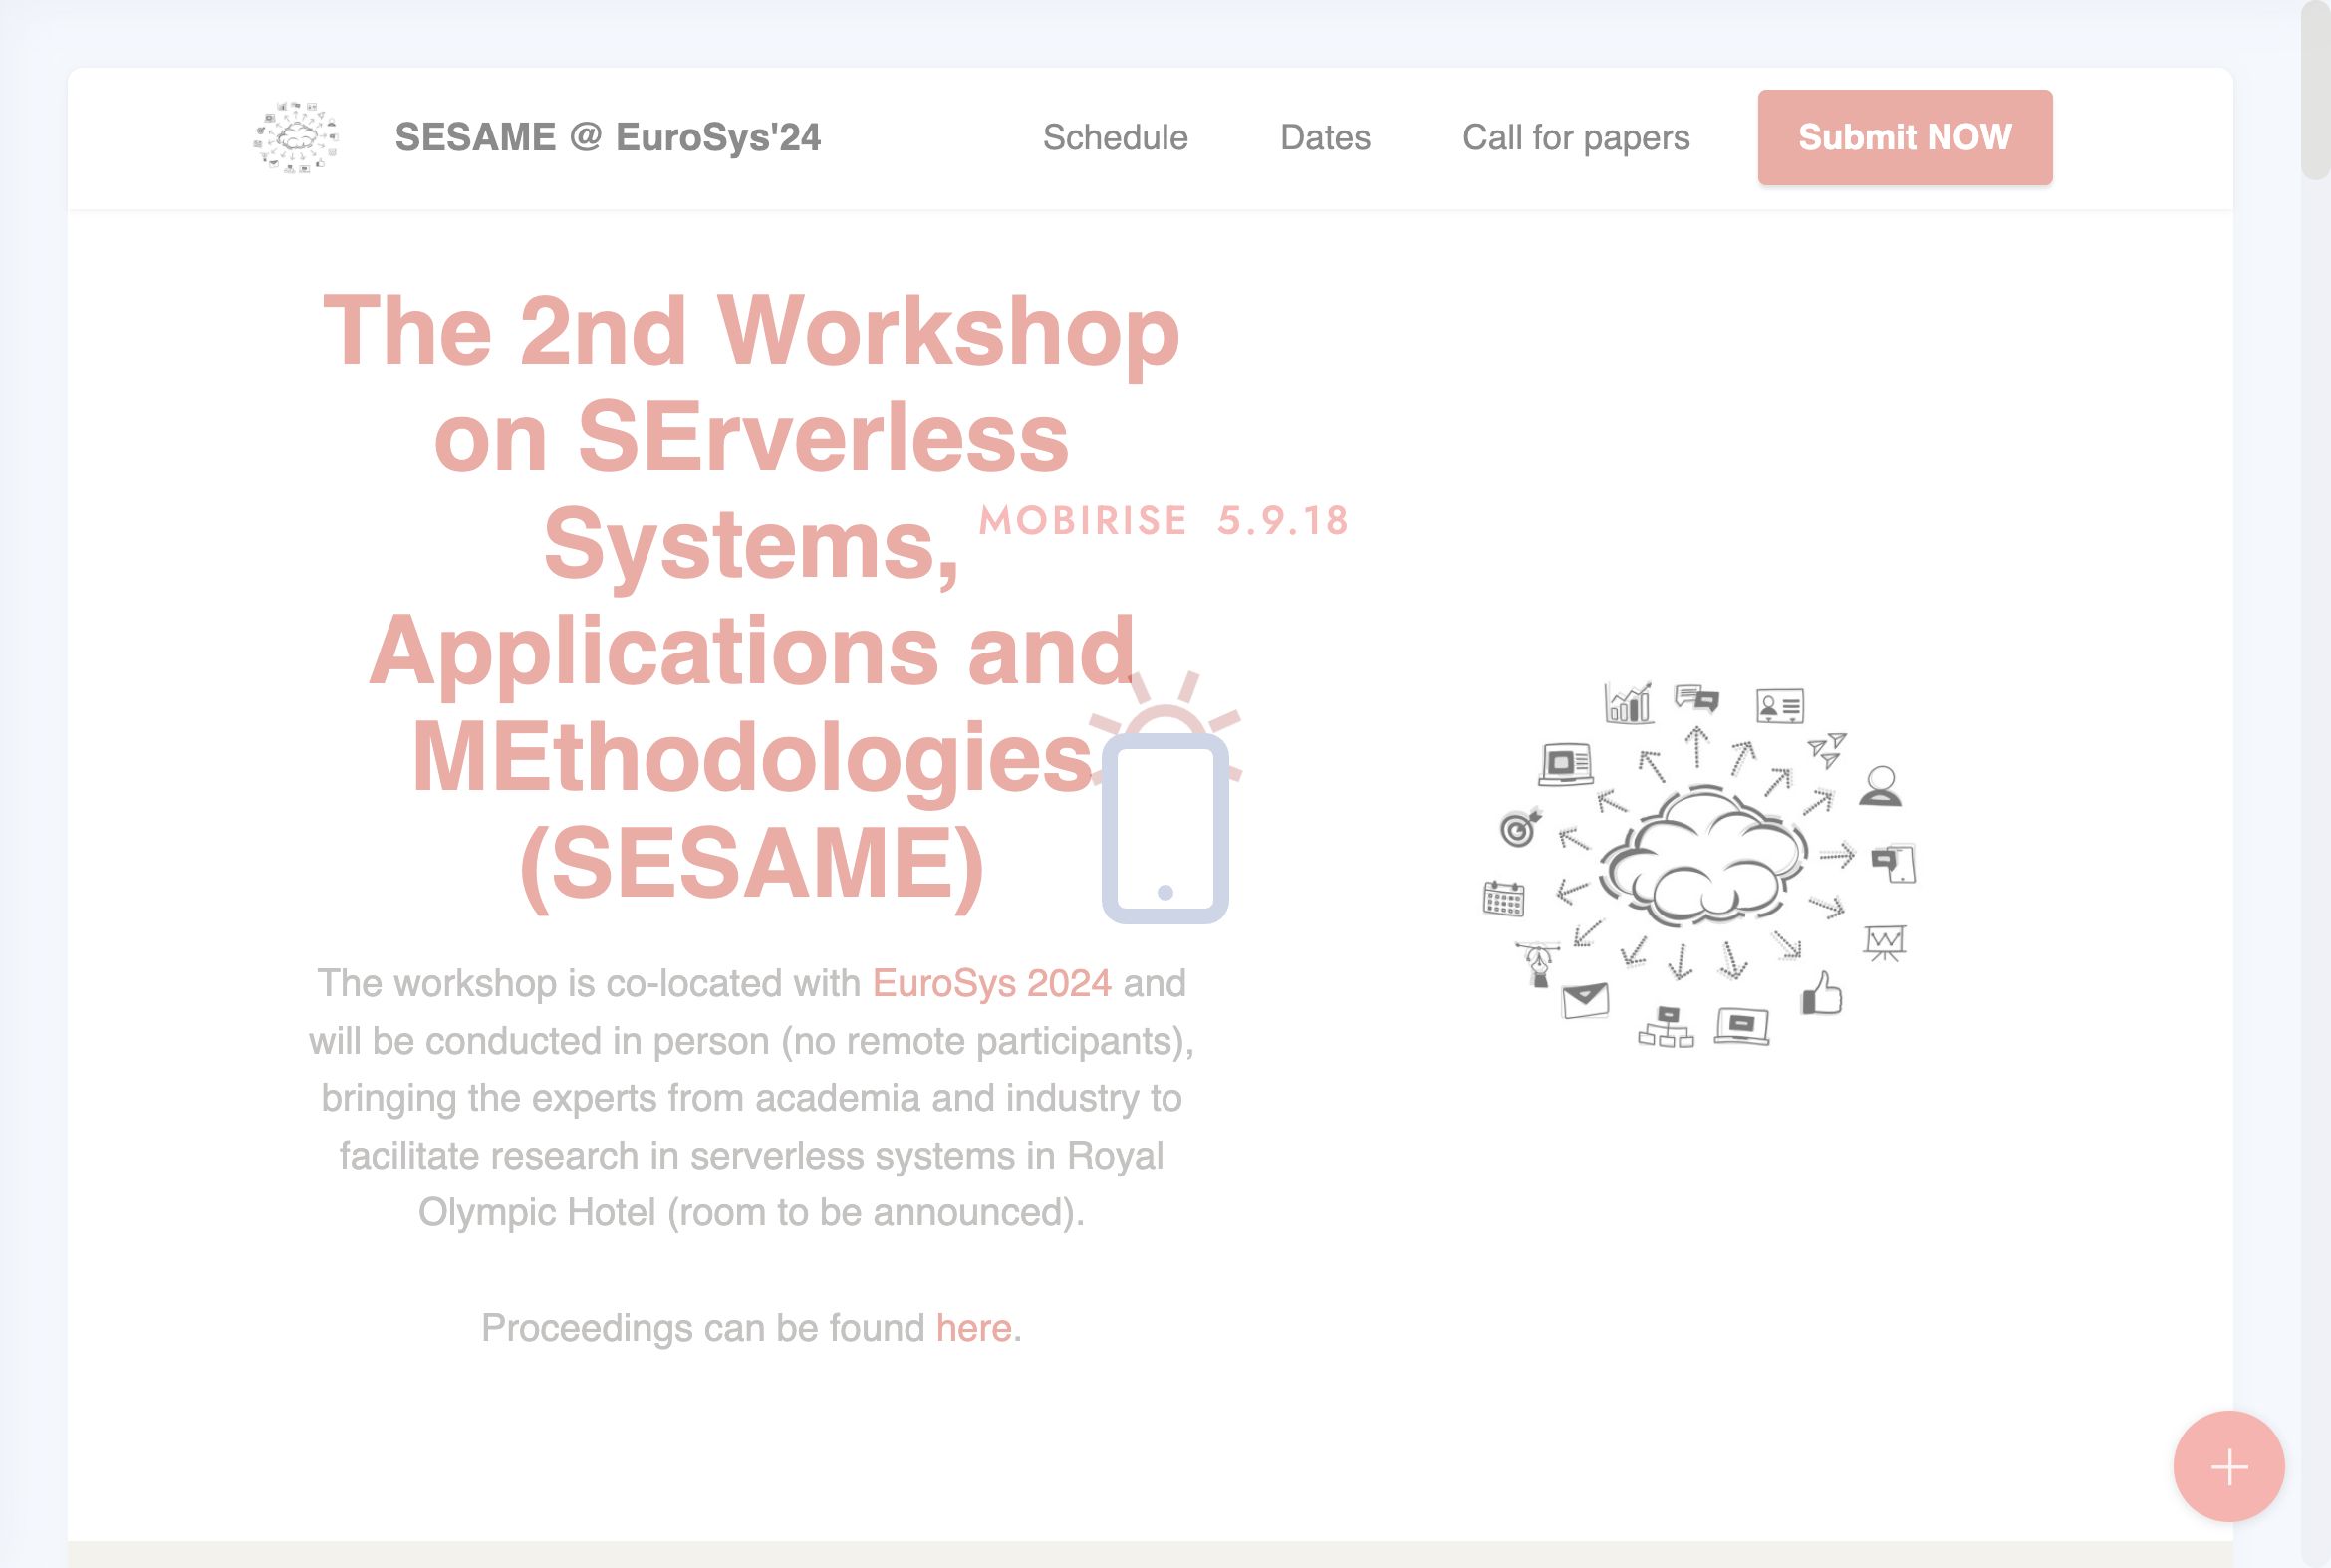 SESAME @ EuroSys'24
Schedule
Dates
Call for papers
Submit NOW
The 2nd Workshop
on SErverless
Systems,
MOBIRISE 5.9.18
Applications and
MEthodologies
(SESAME)
The workshop is co-located with EuroSys 2024 and
will be conducted in person (no remote participants),
bringing the experts from academia and industry to
facilitate research in serverless systems in Royal
Olympic Hotel (room to be announced).
Proceedings can be found here.